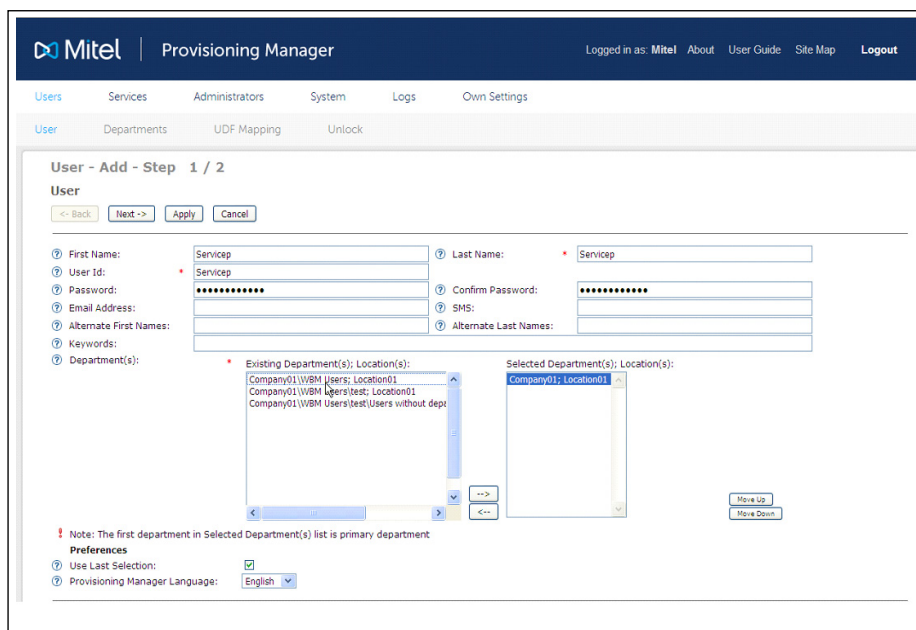 Mitel | Provisioning Manager Logged in as: Mitel About User Guide Site Map Logout
Users Services Administrators System Logs Own Settings
User Departments UDF Mapping Unlock
User - Add - Step 1 / 2
User
<- Back Next -> Apply Cancel
? First Name: Servicep ? Last Name: * Servicep
? User Id: * Servicep
? Password: •••••••••••• ? Confirm Password: ••••••••••••
? Email Address: ? SMS:
? Alternate First Names: ? Alternate Last Names:
? Keywords:
? Department(s): * Existing Department(s); Location(s): Selected Department(s); Location(s):
Company01\WBM Users; Location01 Company01; Location01
Company01\WBM Users\test; Location01
Company01\WBM Users\test\Users without depa
-->
<--
Move Up
Move Down
! Note: The first department in Selected Department(s) list is primary department
Preferences
? Use Last Selection:
? Provisioning Manager Language: English